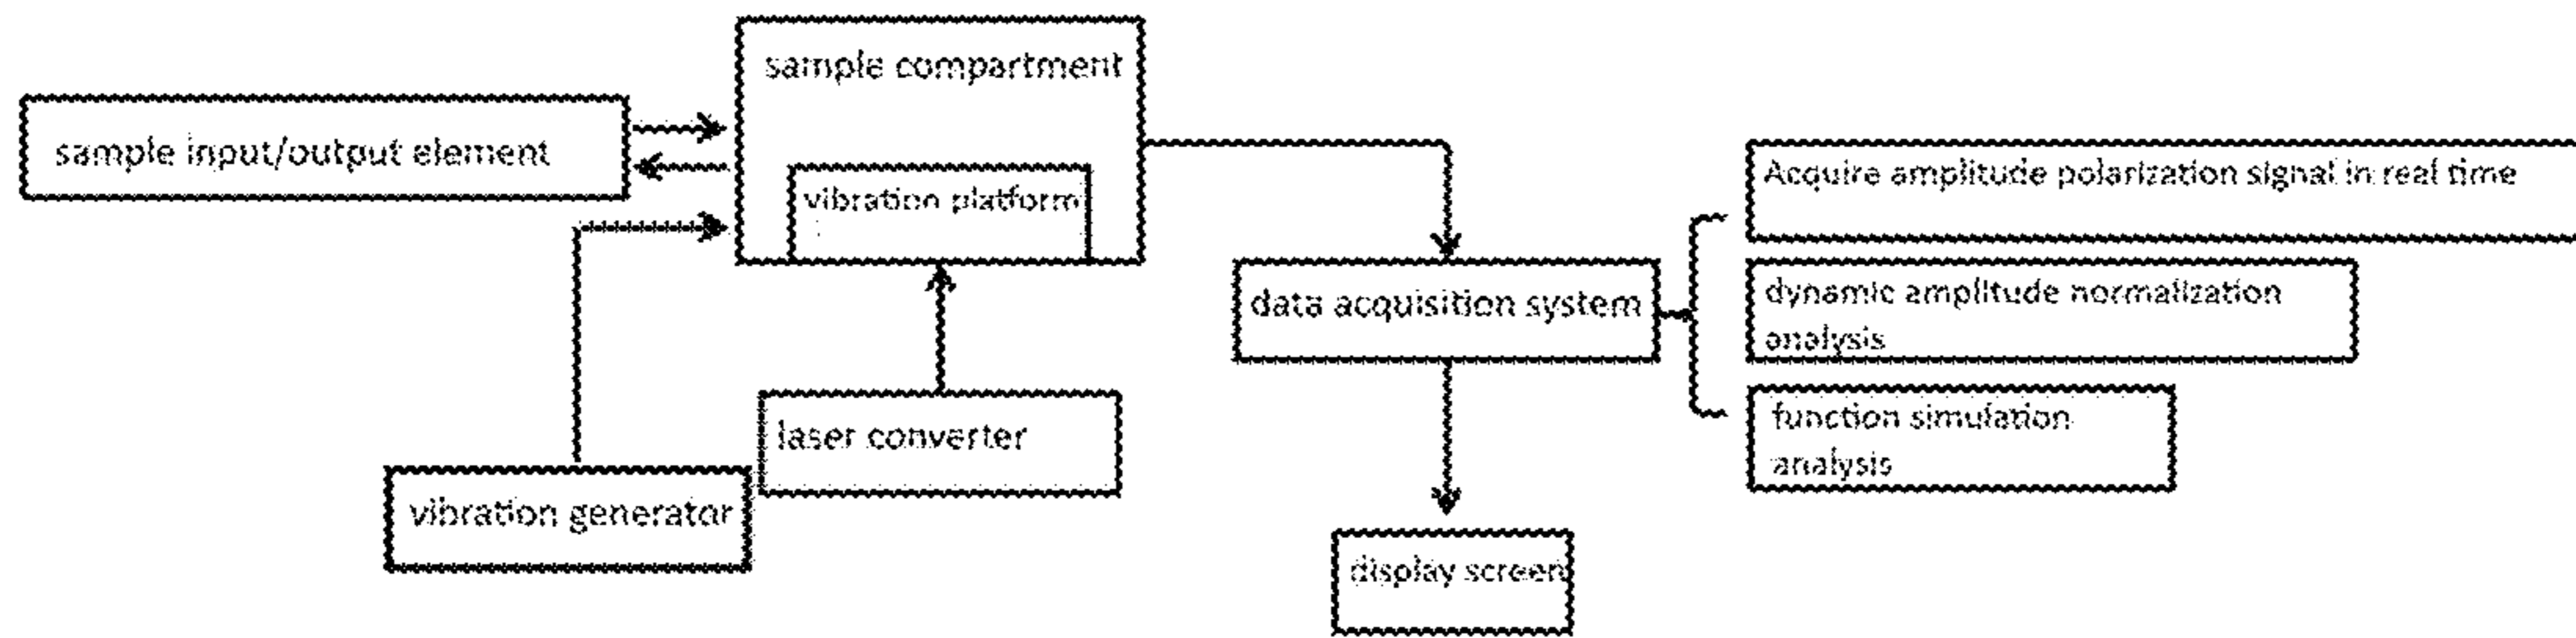 sample compartment
sample input/output element
vibration platform
Acquire amplitude polarization signal in real time
data acquisition system
dynamic amplitude normalization
analysis
laser converter
function simulation
analysis
vibration generator
display screen